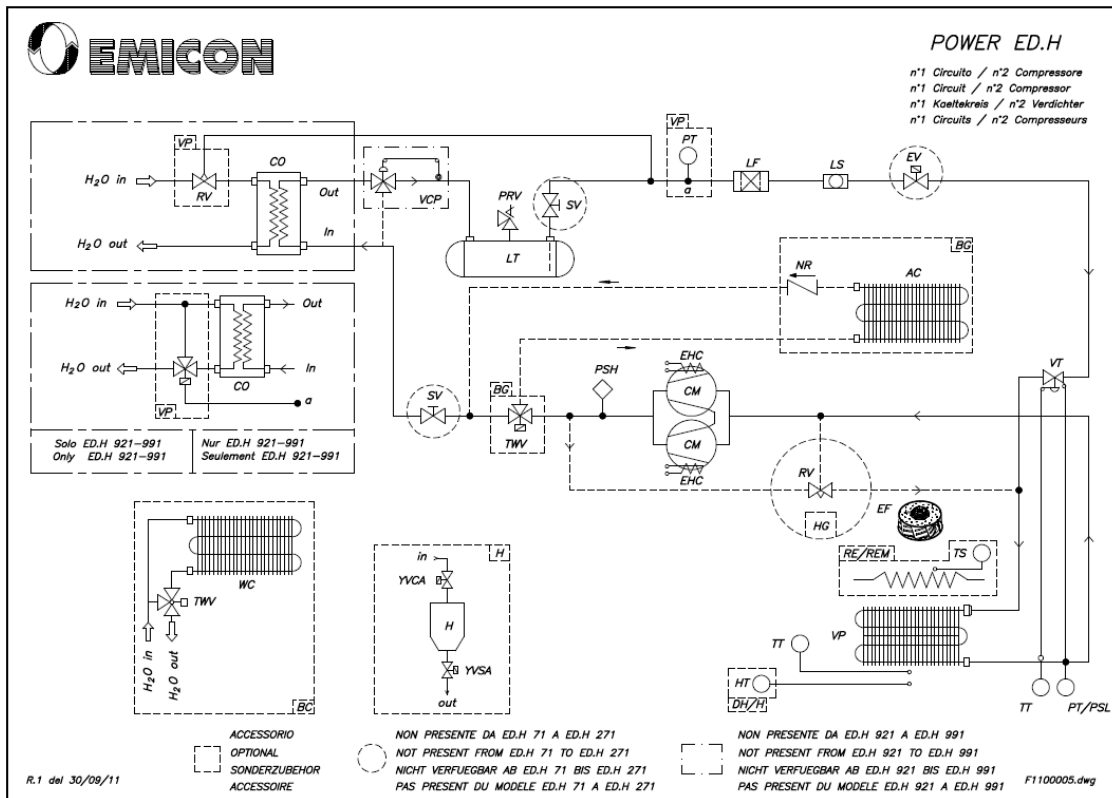 EMICON
POWER ED.H
n°1 Circuito / n°2 Compressore
n°1 Circuit / n°2 Compressor
n°1 Kaeltekreis / n°2 Verdichter
n°1 Circuits / n°2 Compresseurs
VP
H2O in
RV
CO
Out
VCP
H2O out
In
PRV
SV
LT
VP
PT
a
LF
LS
EV
BG
NR
AC
H2O in
Out
H2O out
In
CO
VP
a
Solo ED.H 921-991
Only ED.H 921-991
Nur ED.H 921-991
Seulement ED.H 921-991
SV
BG
TWV
PSH
EHC
CM
CM
EHC
VT
RV
HG
EF
RE/REM
TS
VP
TT
HT
DH/H
TT
PT/PSL
WC
TWV
H2O in
H2O out
BC
H
in
YVCA
H
YVSA
out
ACCESSORIO
OPTIONAL
SONDERZUBEHOR
ACCESSOIRE
NON PRESENTE DA ED.H 71 A ED.H 271
NOT PRESENT FROM ED.H 71 TO ED.H 271
NICHT VERFUEGBAR AB ED.H 71 BIS ED.H 271
PAS PRESENT DU MODELE ED.H 71 A ED.H 271
NON PRESENTE DA ED.H 921 A ED.H 991
NOT PRESENT FROM ED.H 921 TO ED.H 991
NICHT VERFUEGBAR AB ED.H 921 BIS ED.H 991
PAS PRESENT DU MODELE ED.H 921 A ED.H 991
R.1 del 30/09/11
F1100005.dwg